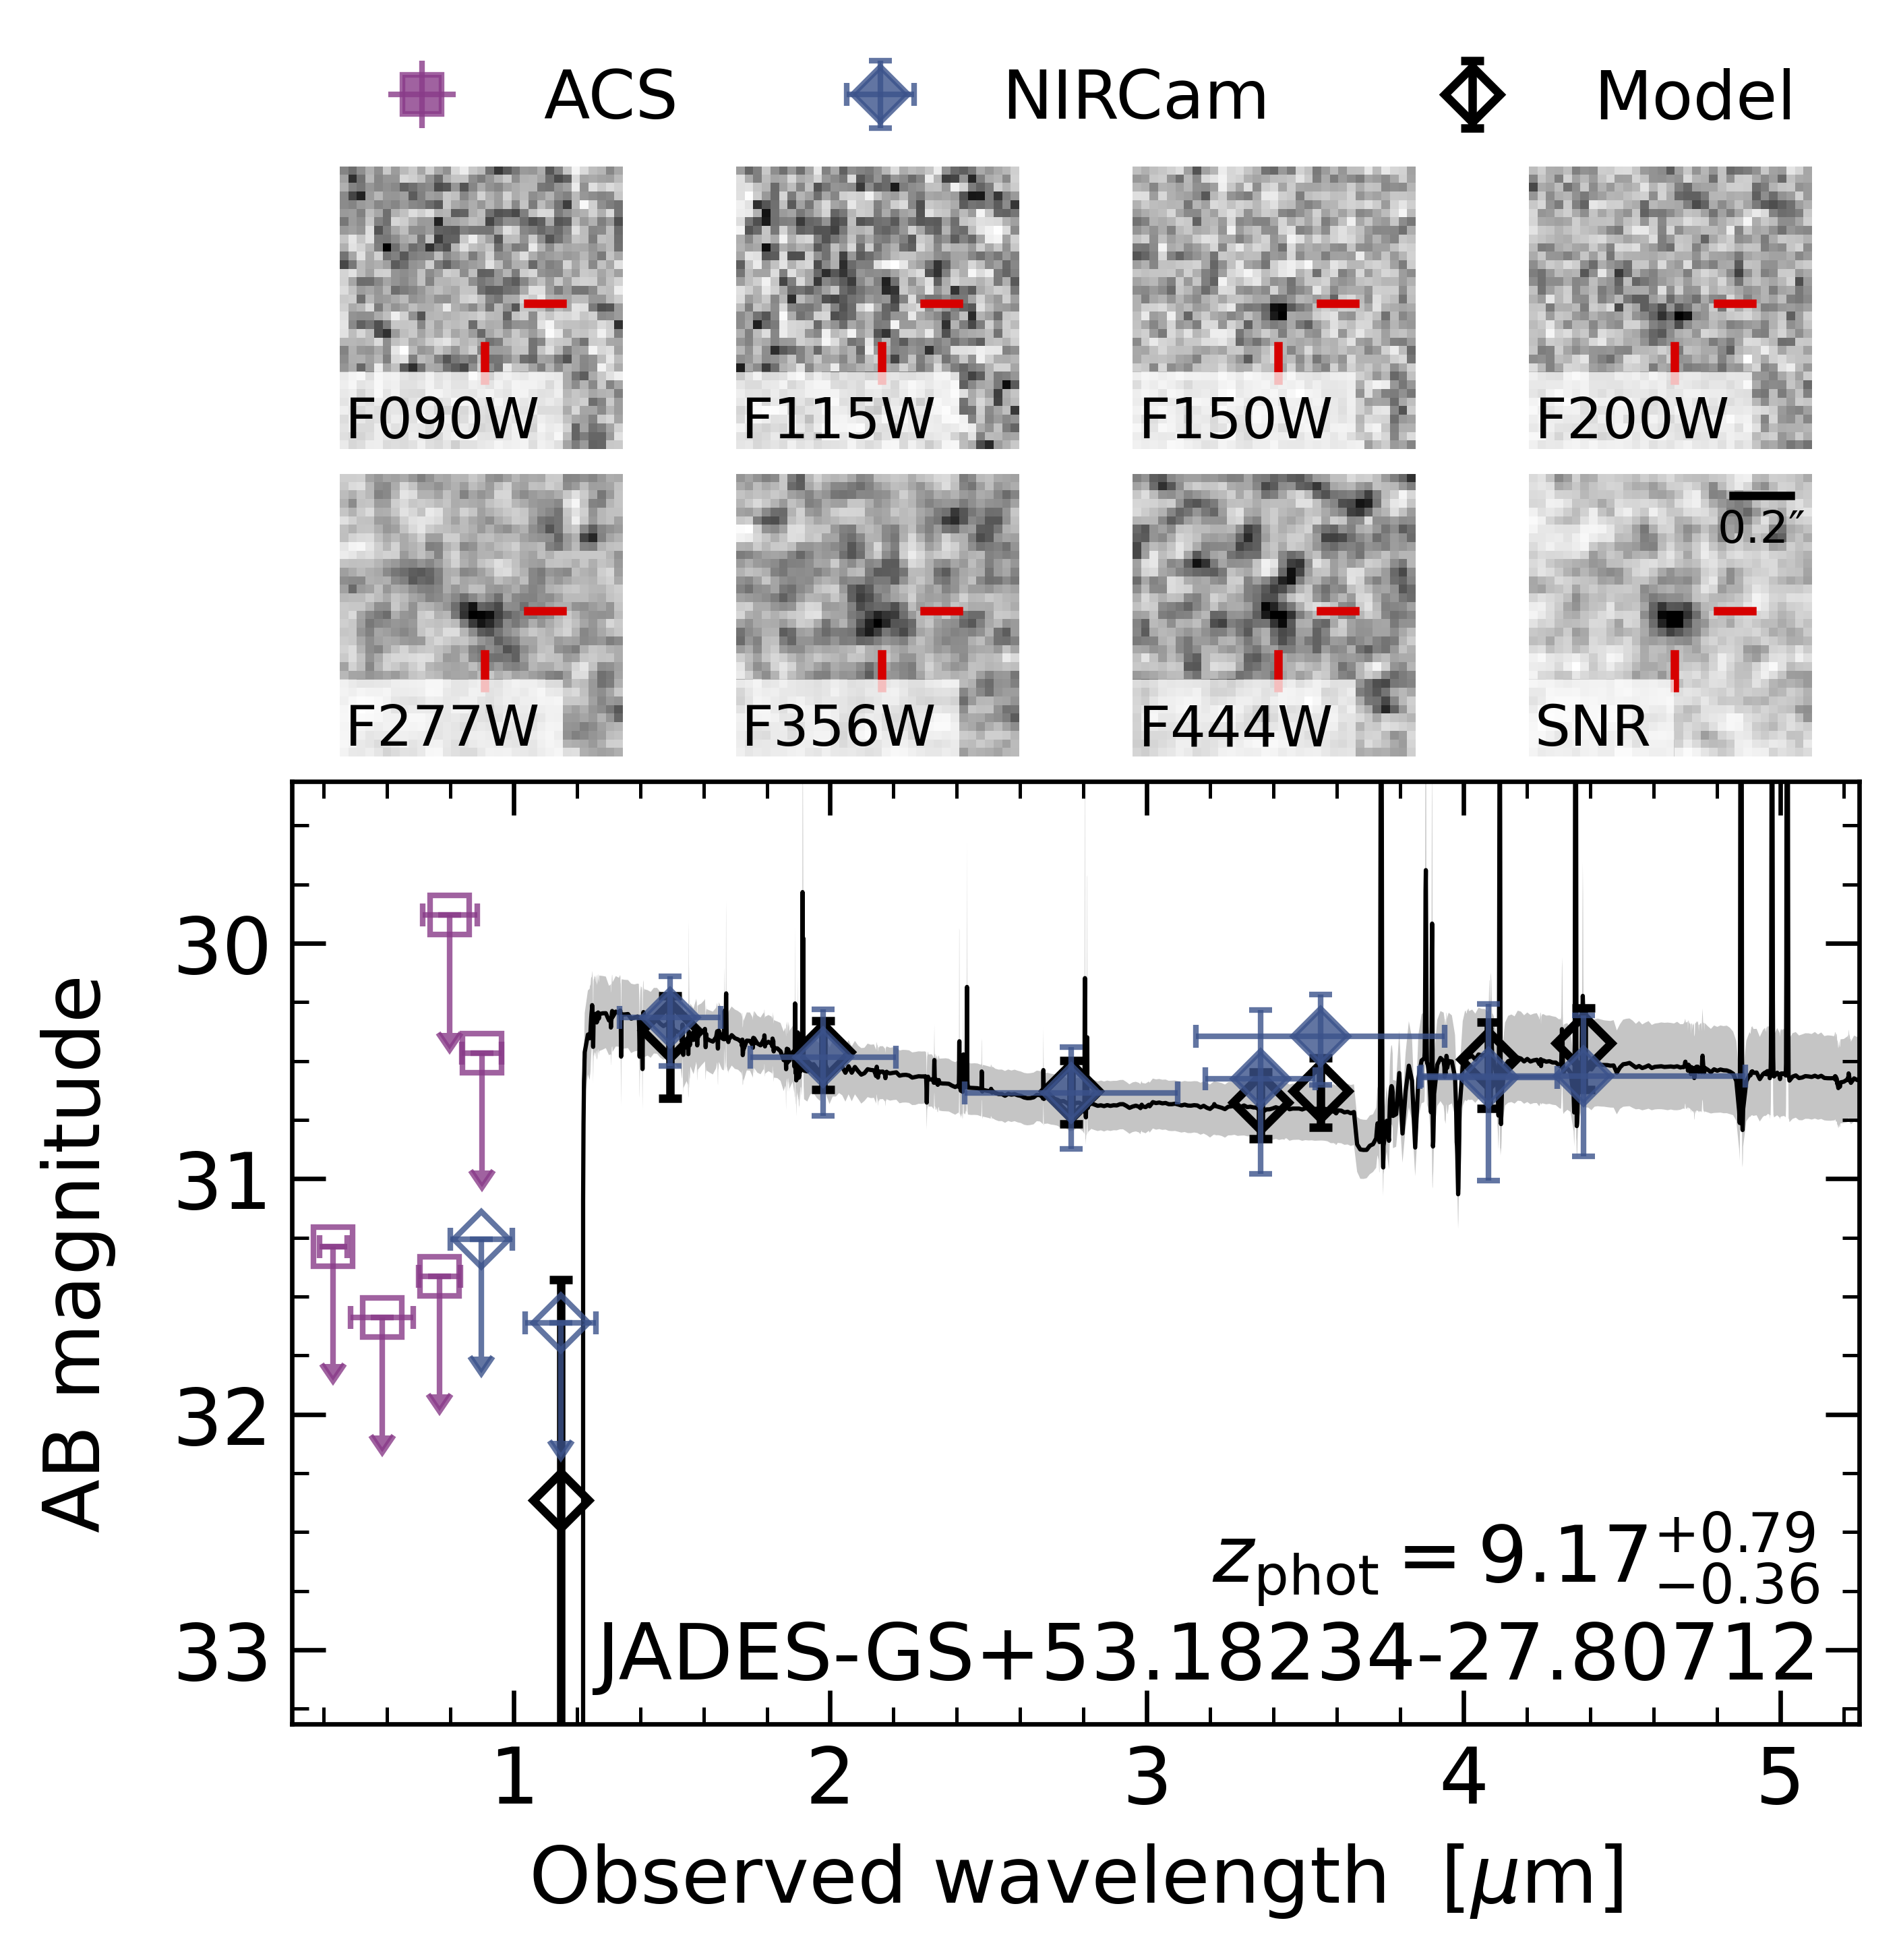 ACS NIRCam Model
F090W F115W F150W F200W
0.2″
F277W F356W F444W SNR
30
31
32
33
AB magnitude
z_phot = 9.17 +0.79 −0.36
JADES-GS+53.18234-27.80712
1 2 3 4 5
Observed wavelength [μm]